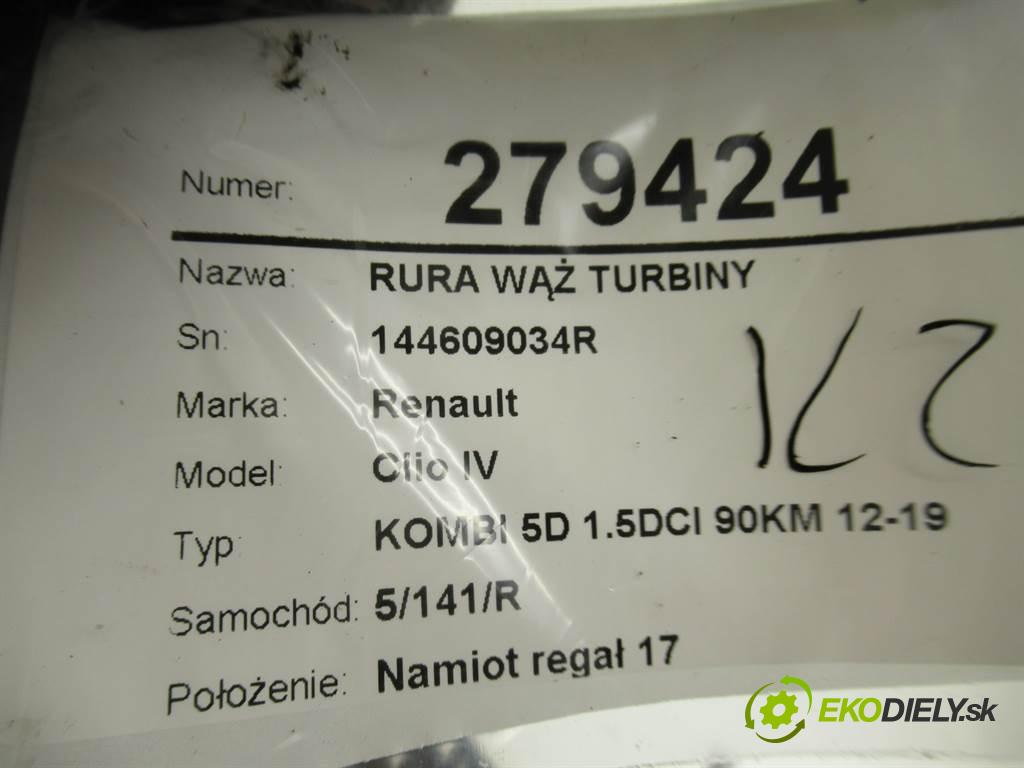 Numer: 279424
Nazwa: RURA WĄŻ TURBINY
Sn: 144609034R
Marka: Renault
Model: Clio IV
Typ: KOMBI 5D 1.5DCI 90KM 12-19
Samochód: 5/141/R
Położenie: Namiot regał 17
EKODIELY.sk